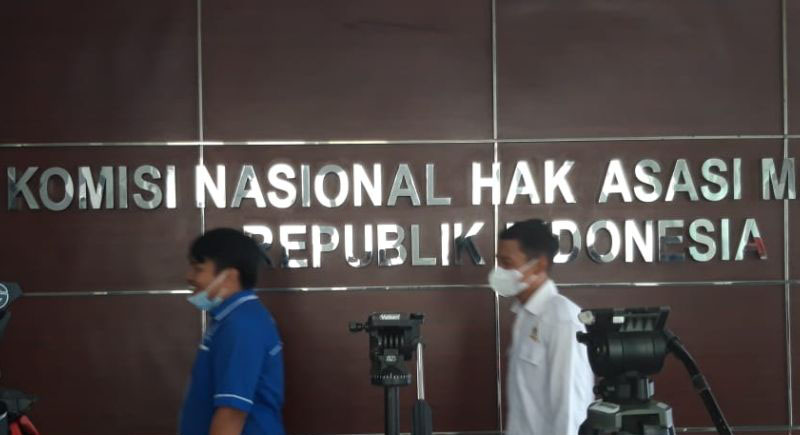 KOMISI NASIONAL HAK ASASI M
REPUBLIK INDONESIA